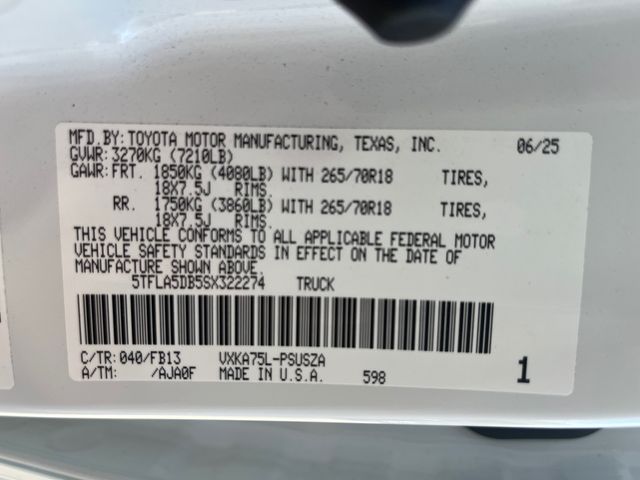 MFD.BY:TOYOTA MOTOR MANUFACTURING, TEXAS, INC. 06/25
GVWR:3270KG (7210LB)
GAWR:FRT. 1850KG (4080LB) WITH 265/70R18 TIRES,
18X7.5J RIMS.
RR. 1750KG (3860LB) WITH 265/70R18 TIRES,
18X7.5J RIMS.
THIS VEHICLE CONFORMS TO ALL APPLICABLE FEDERAL MOTOR
VEHICLE SAFETY STANDARDS IN EFFECT ON THE DATE OF
MANUFACTURE SHOWN ABOVE.
5TFLA5DB5SX322274 TRUCK
C/TR:040/FB13 VXKA75L-PSUSZA
A/TM: /AJA0F MADE IN U.S.A. 598 1